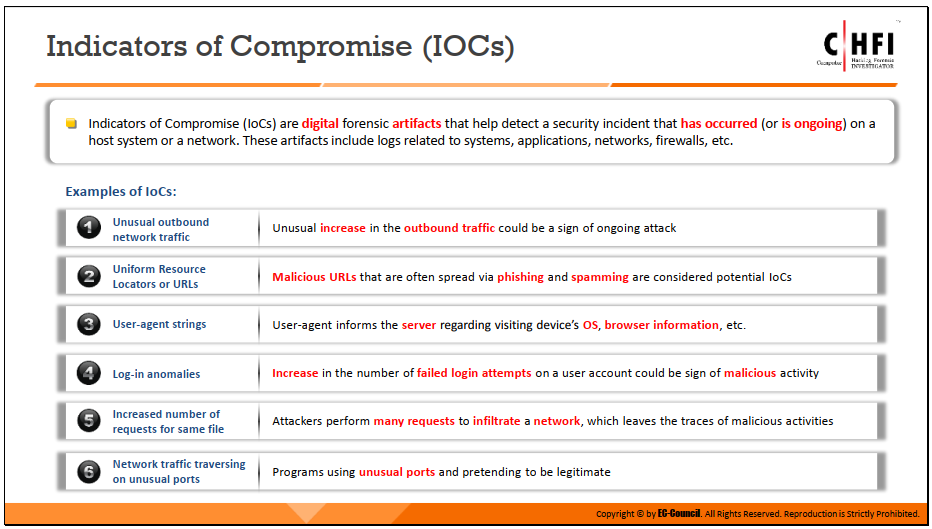 Indicators of Compromise (IOCs)
CHFI
Computer Hacking Forensic
INVESTIGATOR
Indicators of Compromise (IoCs) are digital forensic artifacts that help detect a security incident that has occurred (or is ongoing) on a
host system or a network. These artifacts include logs related to systems, applications, networks, firewalls, etc.
Examples of IoCs:
1
Unusual outbound
network traffic
Unusual increase in the outbound traffic could be a sign of ongoing attack
2
Uniform Resource
Locators or URLs
Malicious URLs that are often spread via phishing and spamming are considered potential IoCs
3
User-agent strings
User-agent informs the server regarding visiting device's OS, browser information, etc.
4
Log-in anomalies
Increase in the number of failed login attempts on a user account could be sign of malicious activity
5
Increased number of
requests for same file
Attackers perform many requests to infiltrate a network, which leaves the traces of malicious activities
6
Network traffic traversing
on unusual ports
Programs using unusual ports and pretending to be legitimate
Copyright © by EC-Council. All Rights Reserved. Reproduction is Strictly Prohibited.